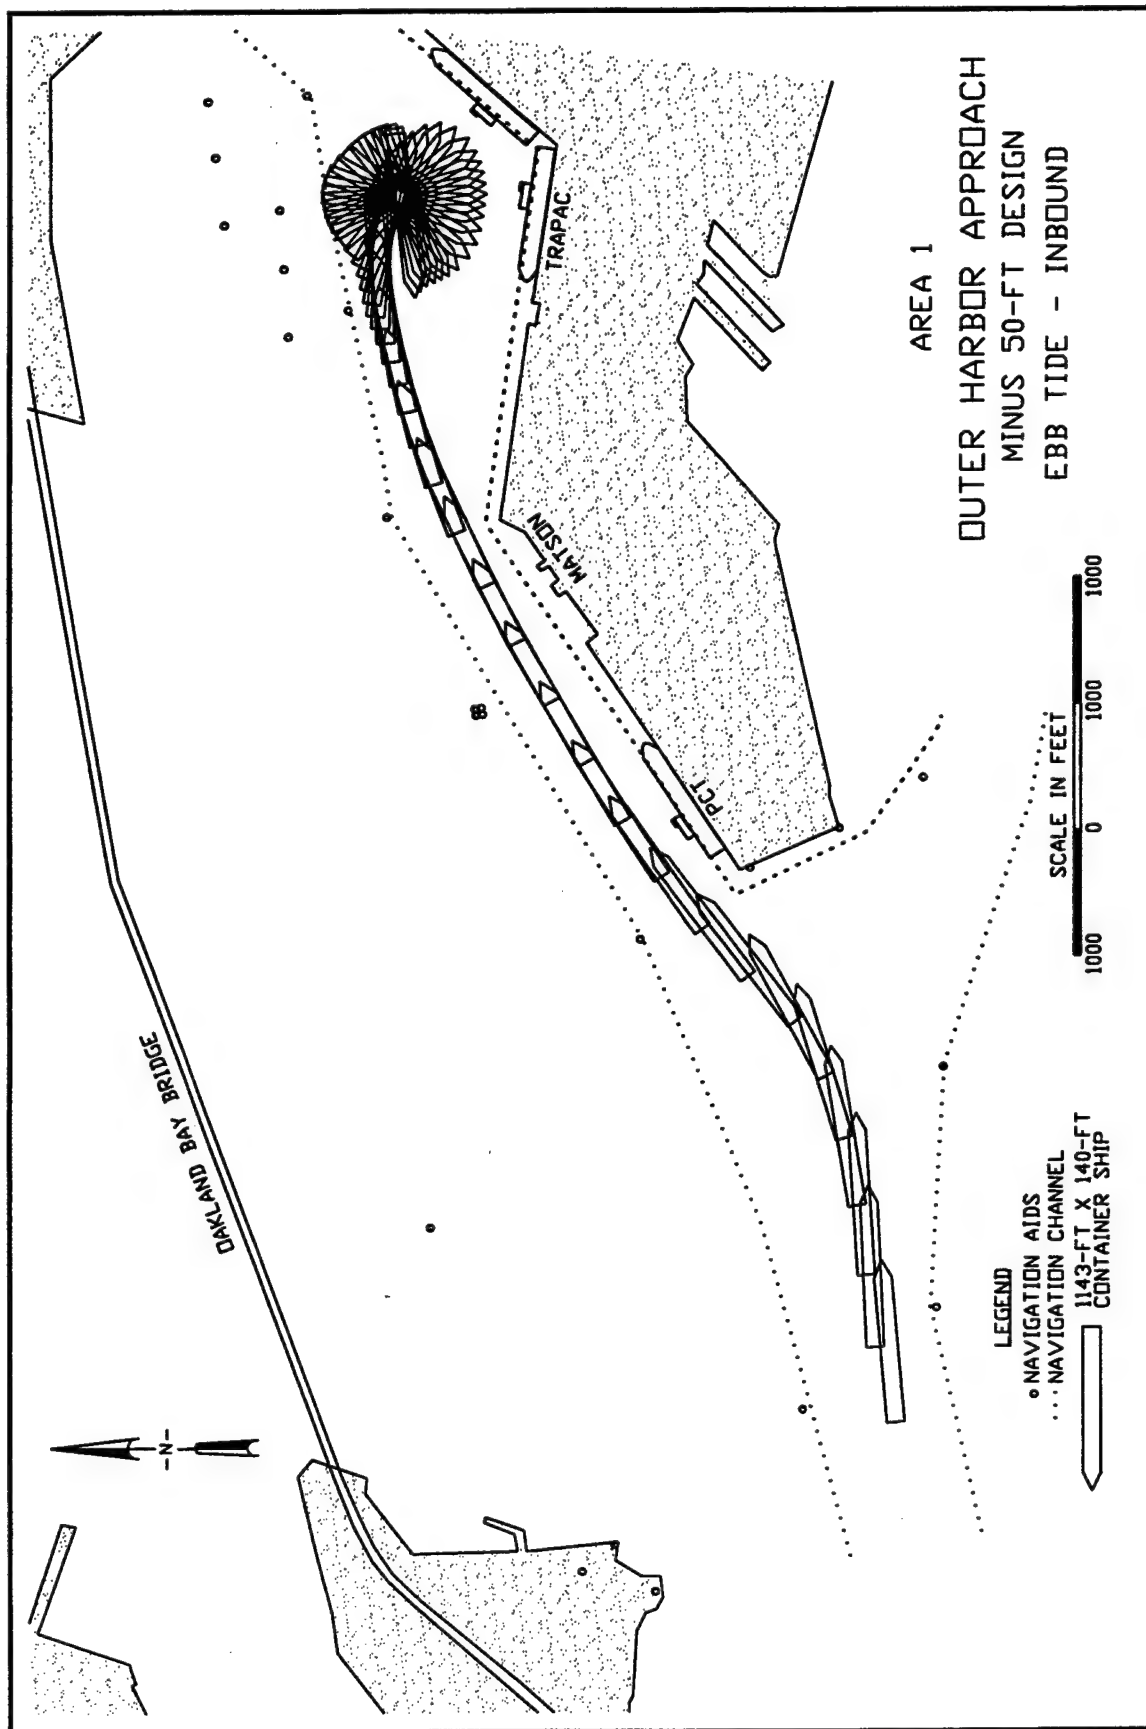 OAKLAND BAY BRIDGE
-N-
TRAPAC
MATSON
PCT
AREA 1
OUTER HARBOR APPROACH
MINUS 50-FT DESIGN
EBB TIDE - INBOUND
LEGEND
NAVIGATION AIDS
NAVIGATION CHANNEL
1143-FT X 140-FT
CONTAINER SHIP
SCALE IN FEET
1000 0 1000 1000